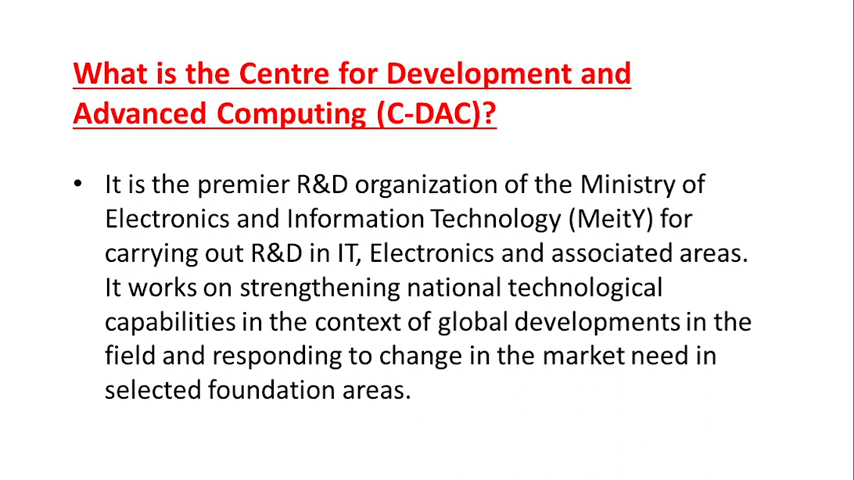 What is the Centre for Development and
Advanced Computing (C-DAC)?
• It is the premier R&D organization of the Ministry of
Electronics and Information Technology (MeitY) for
carrying out R&D in IT, Electronics and associated areas.
It works on strengthening national technological
capabilities in the context of global developments in the
field and responding to change in the market need in
selected foundation areas.